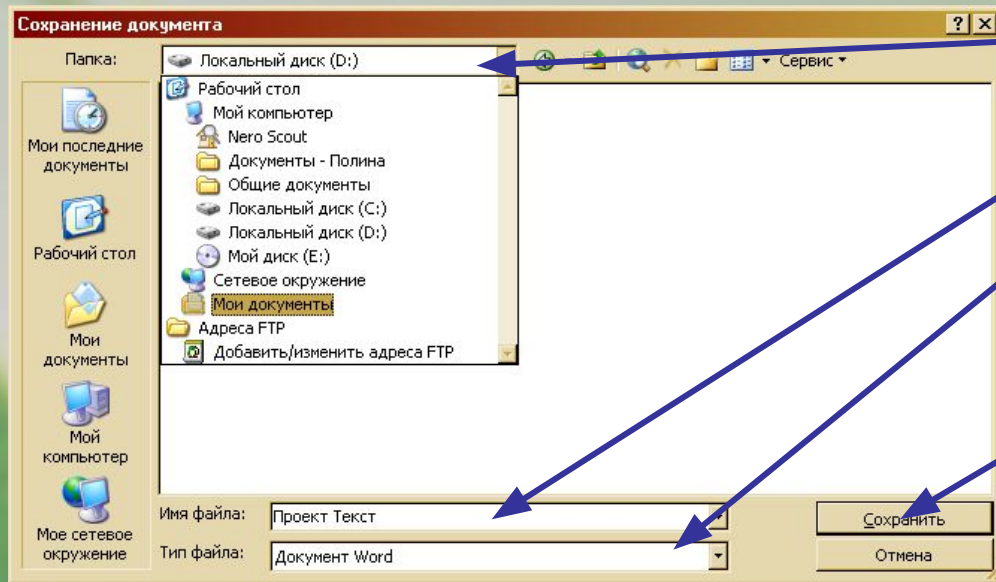 Сохранение документа
Папка:
Локальный диск (D:)
Сервис
Рабочий стол
Мой компьютер
Nero Scout
Документы - Полина
Общие документы
Локальный диск (C:)
Локальный диск (D:)
Мой диск (E:)
Сетевое окружение
Мои документы
Адреса FTP
Добавить/изменить адреса FTP
Мои последние
документы
Рабочий стол
Мои
документы
Мой
компьютер
Мое сетевое
окружение
Имя файла:
Проект Текст
Сохранить
Тип файла:
Документ Word
Отмена